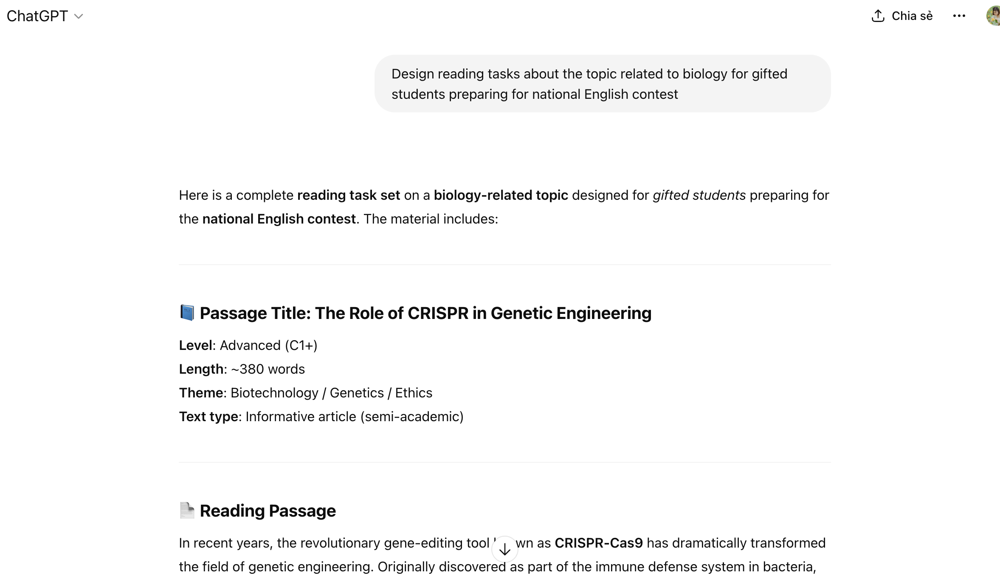 ChatGPT
Chia sẻ
Design reading tasks about the topic related to biology for gifted
students preparing for national English contest
Here is a complete reading task set on a biology-related topic designed for gifted students preparing for
the national English contest. The material includes:
Passage Title: The Role of CRISPR in Genetic Engineering
Level: Advanced (C1+)
Length: ~380 words
Theme: Biotechnology / Genetics / Ethics
Text type: Informative article (semi-academic)
Reading Passage
In recent years, the revolutionary gene-editing tool as CRISPR-Cas9 has dramatically transformed
the field of genetic engineering. Originally discovered as part of the immune defense system in bacteria,